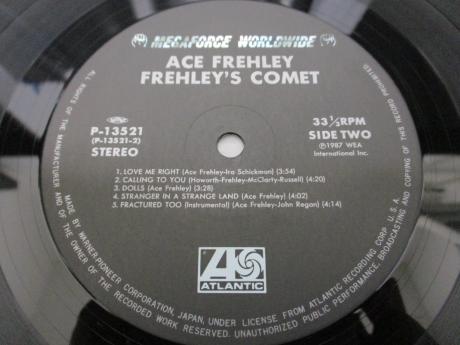 MEGAFORCE WORLDWIDE
ACE FREHLEY
FREHLEY'S COMET
P-13521
(P-13521-2)
STEREO
33⅓RPM
SIDE TWO
Ⓟ1987 WEA
International Inc.
1. LOVE ME RIGHT (Ace Frehley-Ira Schickman) (3:54)
2. CALLING TO YOU (Howorth-Frehley-McClarty-Russell) (4:20)
3. DOLLS (Ace Frehley) (3:28)
4. STRANGER IN A STRANGE LAND (Ace Frehley) (4:02)
5. FRACTURED TOO (Instrumental) (Ace Frehley-John Regan) (4:14)
ATLANTIC
MADE BY WARNER-PIONEER CORPORATION, JAPAN, UNDER LICENSE FROM ATLANTIC RECORDING CORP. U.S.A.
ALL RIGHTS OF THE MANUFACTURER AND OF THE OWNER OF THE RECORDED WORK RESERVED. UNAUTHORIZED PUBLIC PERFORMANCE, BROADCASTING AND COPYING OF THIS RECORD PROHIBITED.